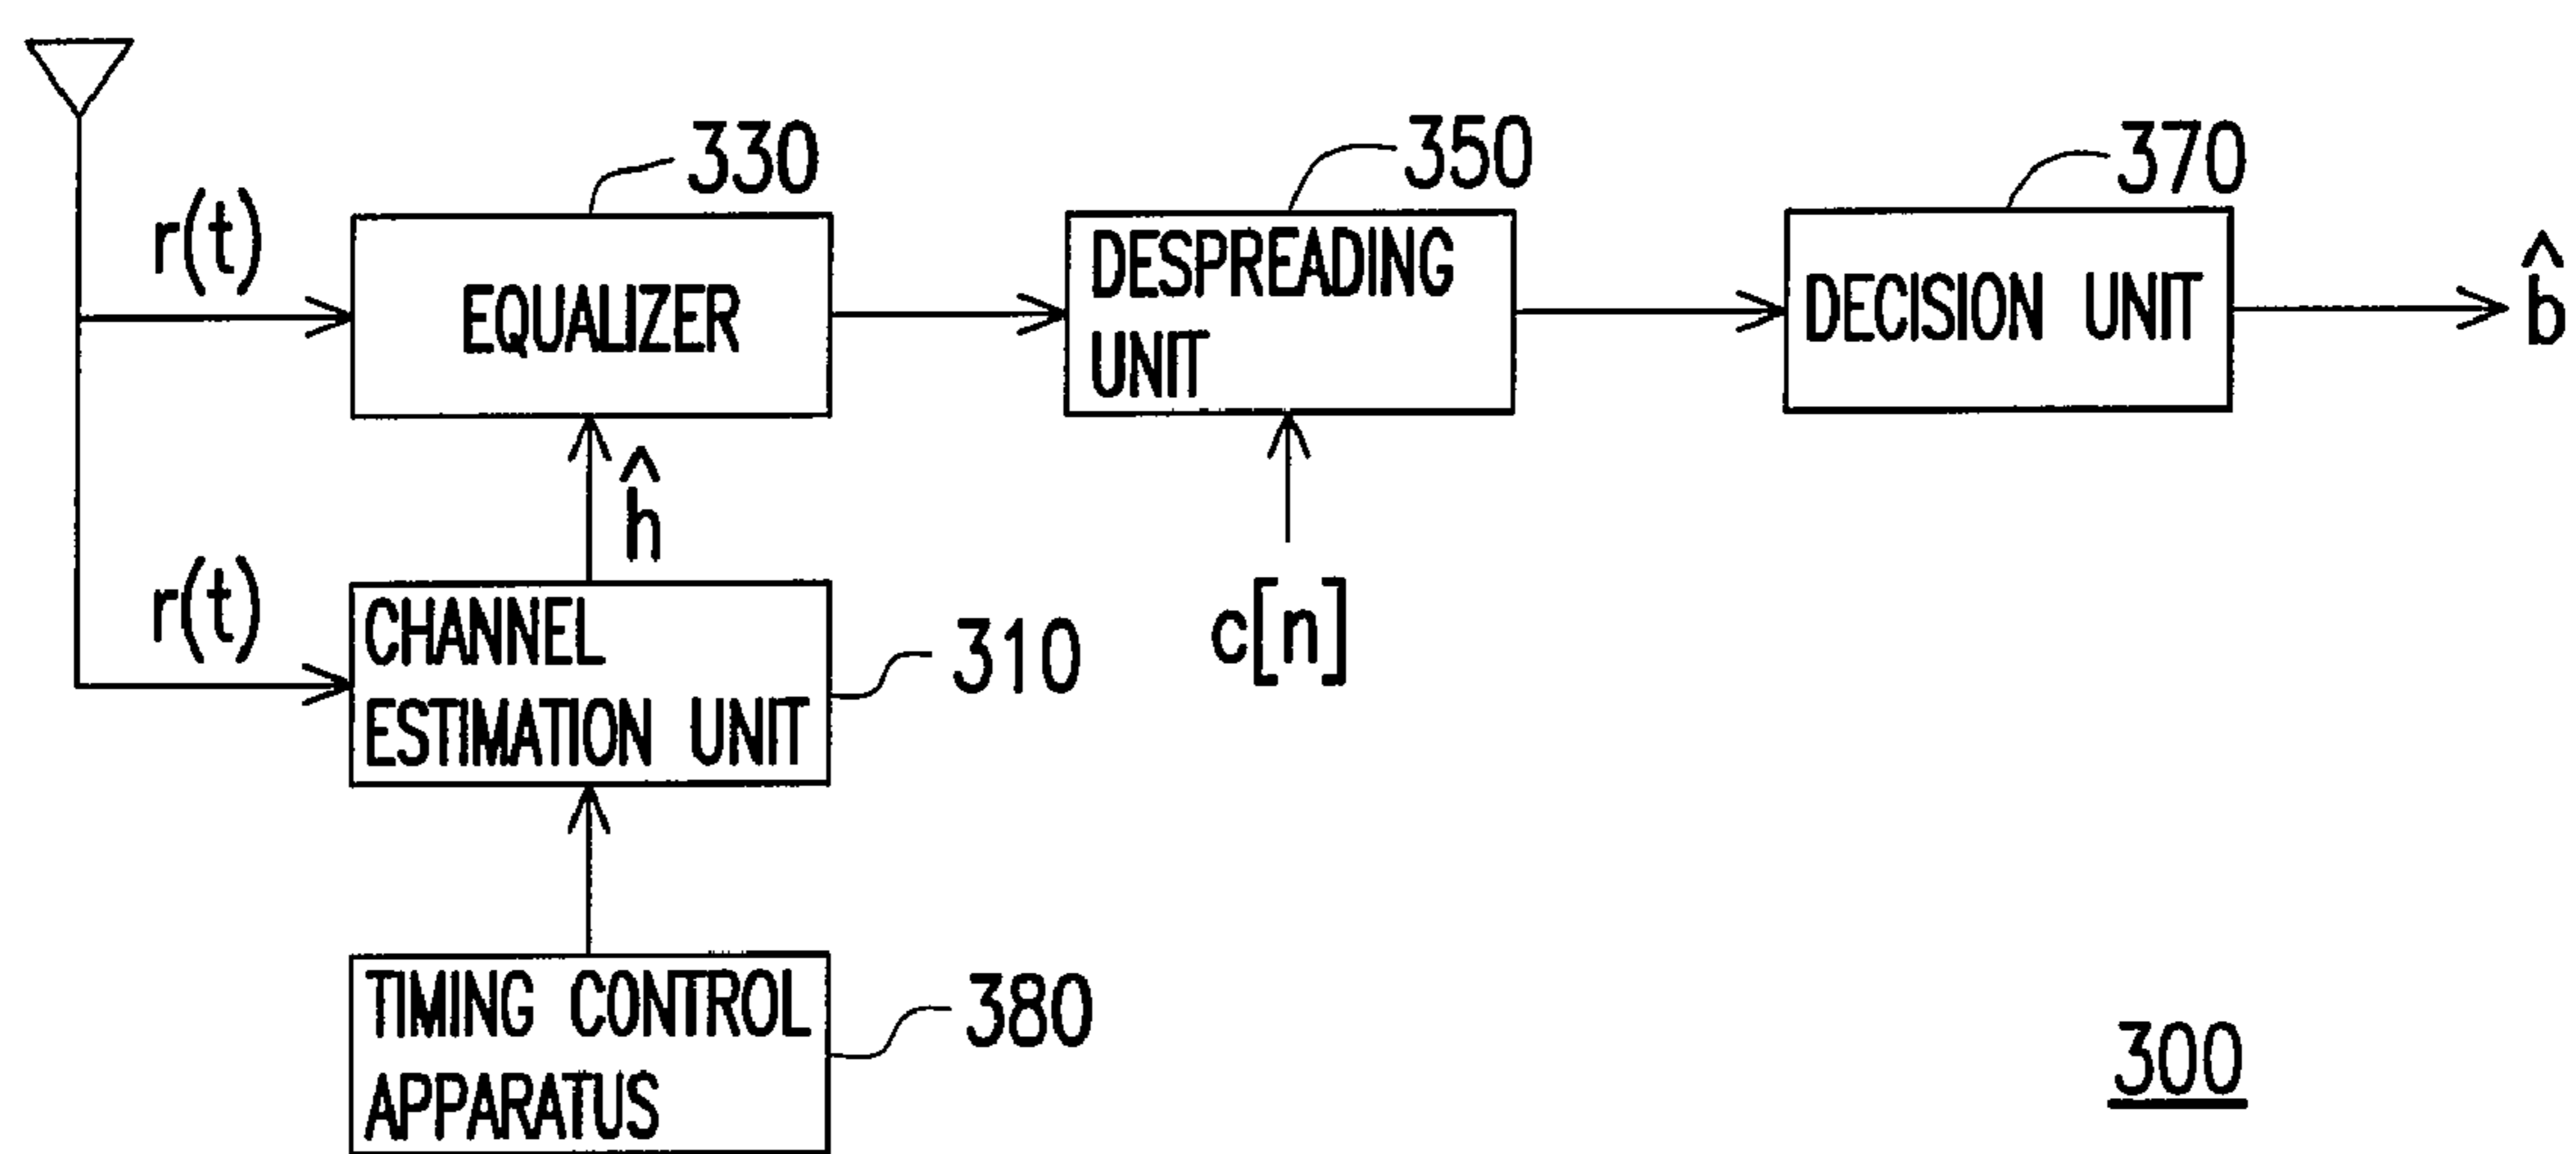 330
350
370
r(t)
EQUALIZER
DESPREADING
UNIT
DECISION UNIT
b̂
ĥ
r(t)
CHANNEL
ESTIMATION UNIT
310
c[n]
TIMING CONTROL
APPARATUS
380
300